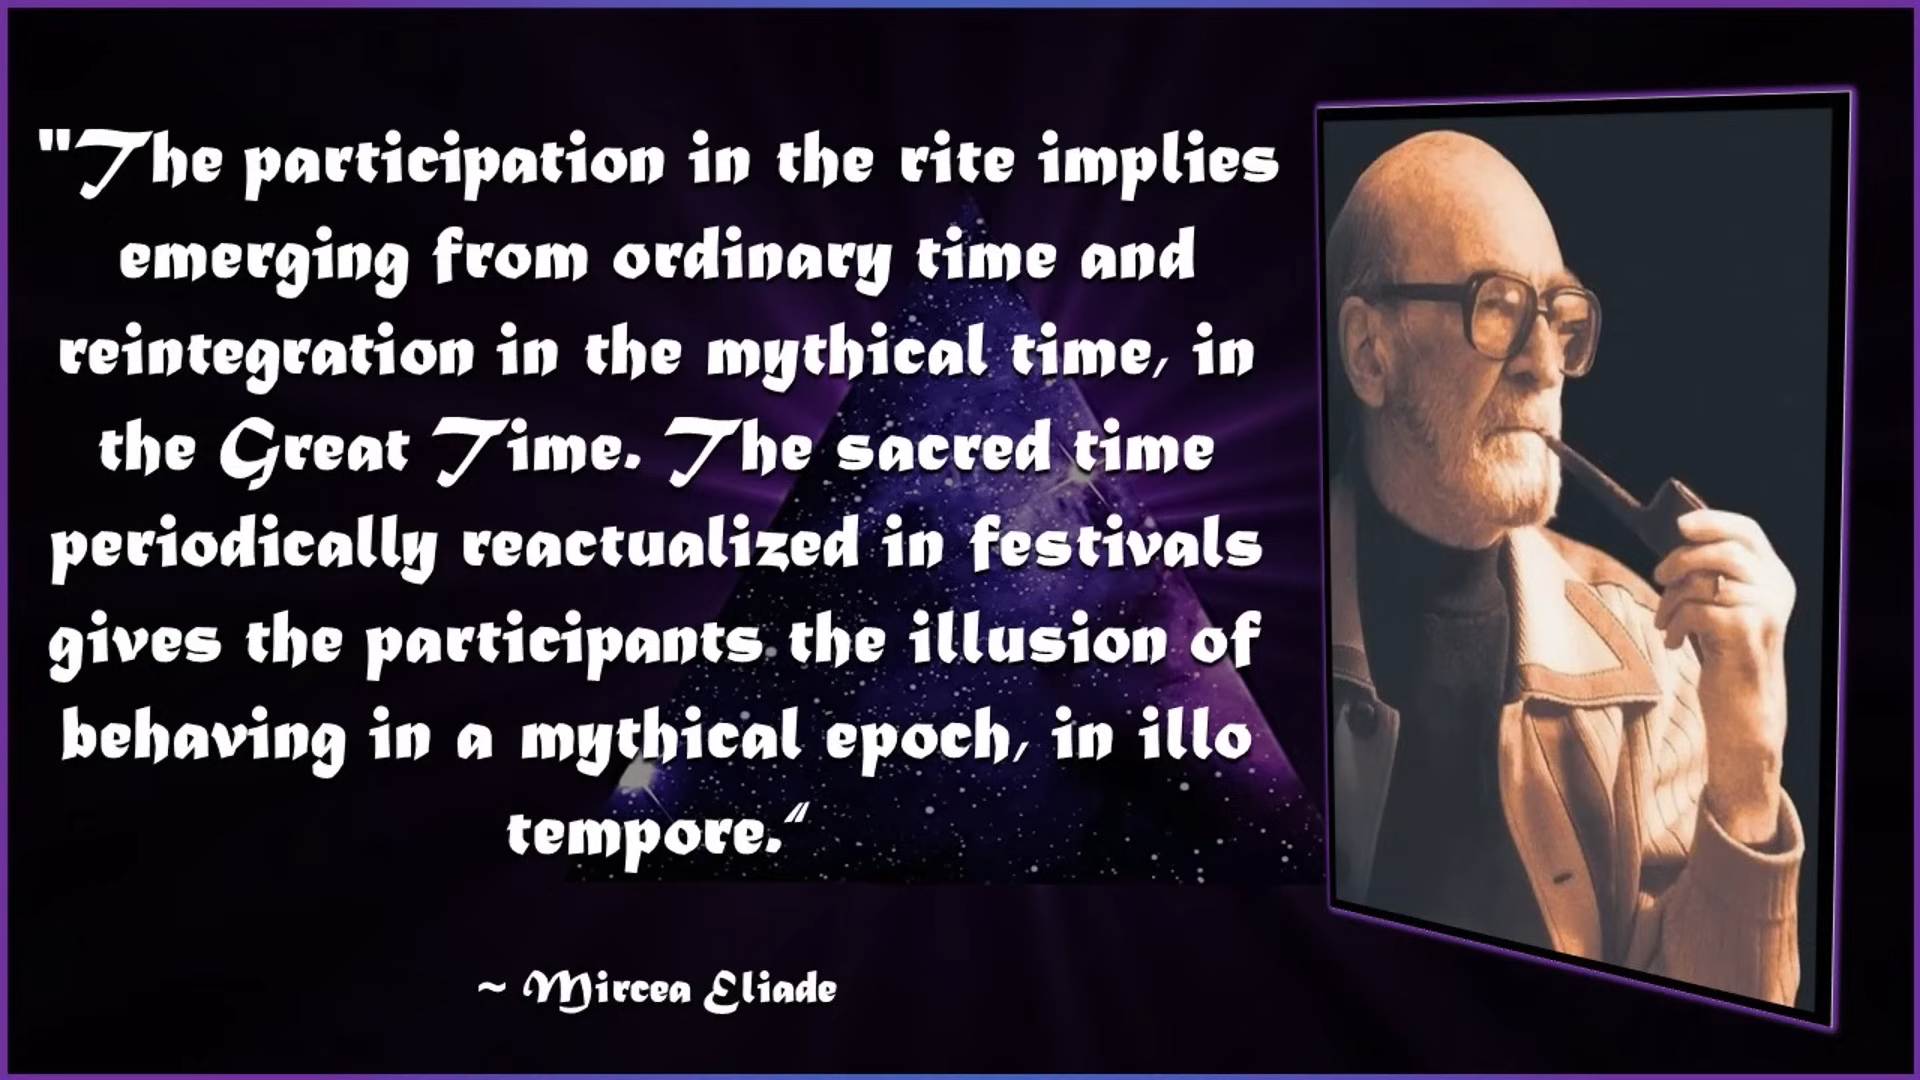 "The participation in the rite implies
emerging from ordinary time and
reintegration in the mythical time, in
the Great Time. The sacred time
periodically reactualized in festivals
gives the participants the illusion of
behaving in a mythical epoch, in illo
tempore.“
~ Mircea Eliade